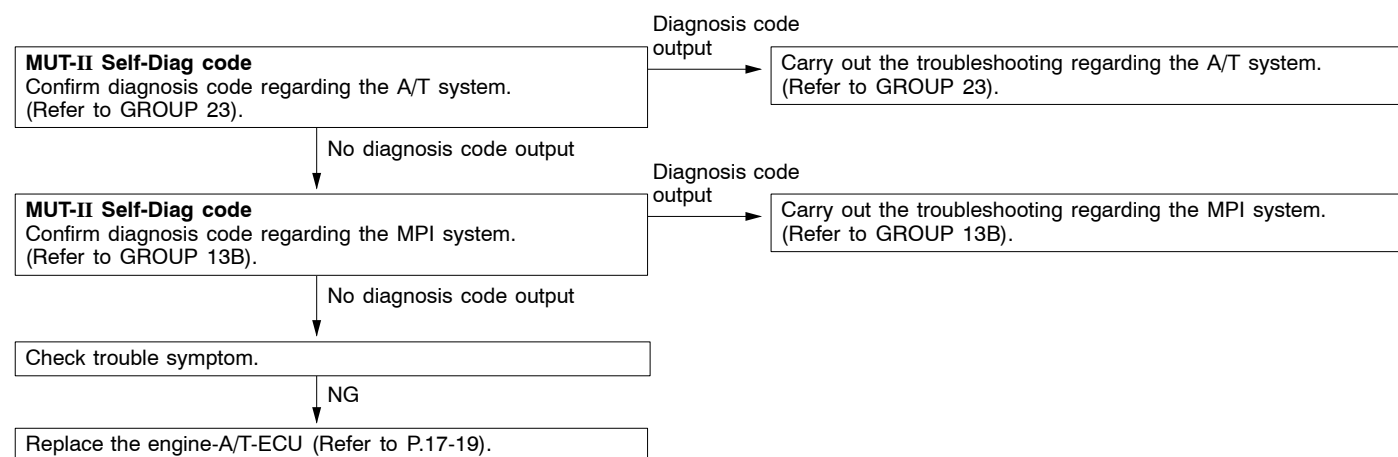 Diagnosis code
output
MUT-II Self-Diag code
Confirm diagnosis code regarding the A/T system.
(Refer to GROUP 23).
Carry out the troubleshooting regarding the A/T system.
(Refer to GROUP 23).
No diagnosis code output
Diagnosis code
output
MUT-II Self-Diag code
Confirm diagnosis code regarding the MPI system.
(Refer to GROUP 13B).
Carry out the troubleshooting regarding the MPI system.
(Refer to GROUP 13B).
No diagnosis code output
Check trouble symptom.
NG
Replace the engine-A/T-ECU (Refer to P.17-19).